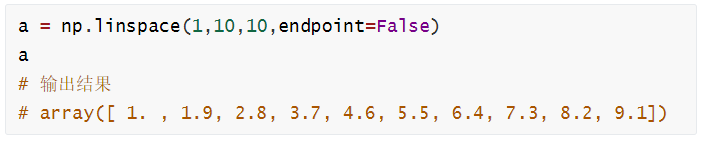 a = np.linspace(1,10,10,endpoint=False)
a
# 输出结果
# array([ 1. , 1.9, 2.8, 3.7, 4.6, 5.5, 6.4, 7.3, 8.2, 9.1])